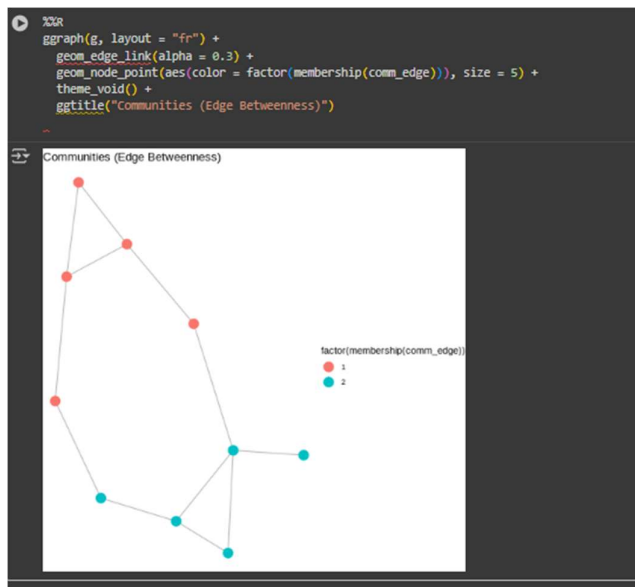 %%R
ggraph(g, layout = "fr") +
  geom_edge_link(alpha = 0.3) +
  geom_node_point(aes(color = factor(membership(comm_edge))), size = 5) +
  theme_void() +
  ggtitle("Communities (Edge Betweenness)")
Communities (Edge Betweenness)
factor(membership(comm_edge))
1
2